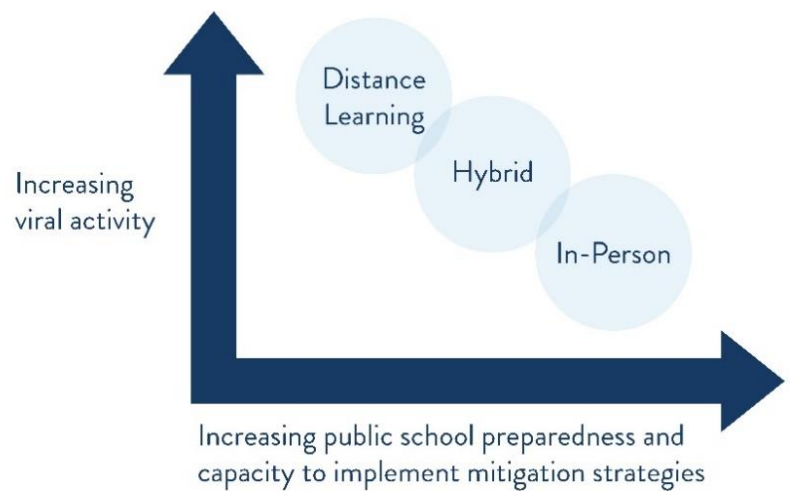 Distance
Learning
Hybrid
Increasing
viral activity
In-Person
Increasing public school preparedness and
capacity to implement mitigation strategies